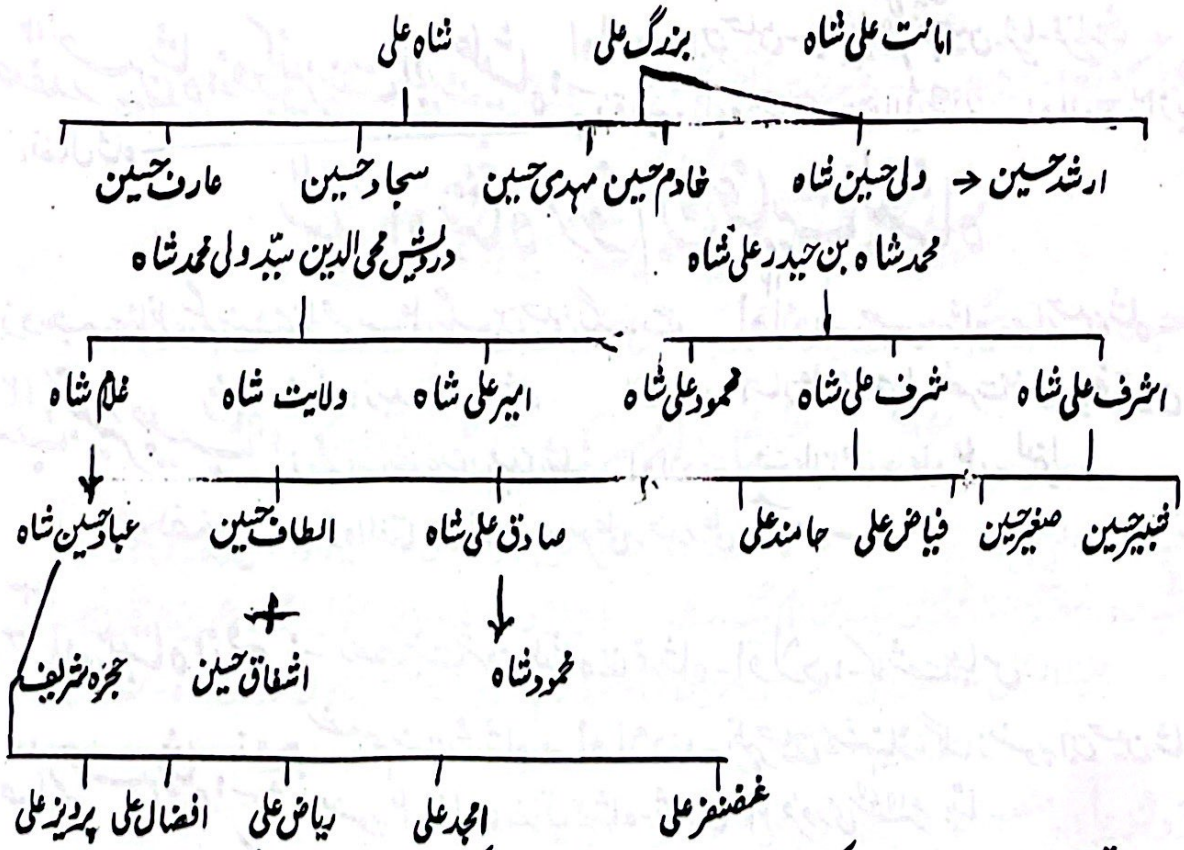 امانت علی شاہ بزرگ علی شاہ علی
ارشد حسین ← ولی حسین شاہ خادم حسین مہدی حسین سجاد حسین عارف حسین
محمد شاہ بن حیدر علی شاہ درویش محی الدین سید ولی محمد شاہ
اشرف علی شاہ شرف علی شاہ محمود علی شاہ امیر علی شاہ ولایت شاہ غلام شاہ
صغیر حسین فیاض علی حامد علی صادق علی شاہ الطاف حسین عباد حسین شاہ
محمود شاہ اشفاق حسین حجرہ شریف
غضنفر علی امجد علی ریاض علی افضال علی پرویز علی